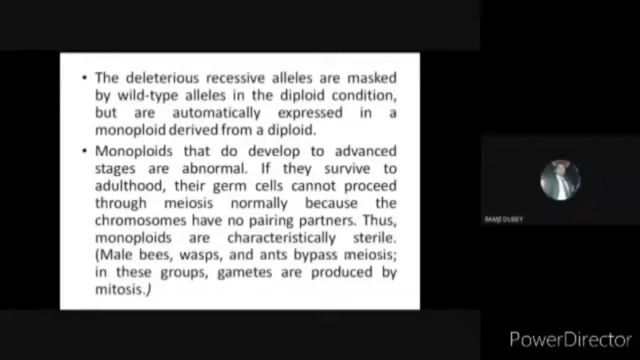 • The deleterious recessive alleles are masked
by wild-type alleles in the diploid condition,
but are automatically expressed in a
monoploid derived from a diploid.
• Monoploids that do develop to advanced
stages are abnormal. If they survive to
adulthood, their germ cells cannot proceed
through meiosis normally because the
chromosomes have no pairing partners. Thus,
monoploids are characteristically sterile.
(Male bees, wasps, and ants bypass meiosis;
in these groups, gametes are produced by
mitosis.)
RAMJI DUBEY
PowerDirector